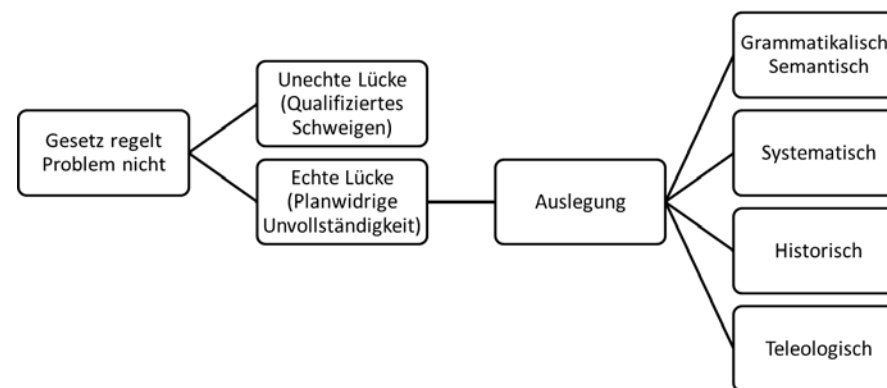 Gesetz regelt
Problem nicht
Unechte Lücke
(Qualifiziertes
Schweigen)
Echte Lücke
(Planwidrige
Unvollständigkeit)
Auslegung
Grammatikalisch
Semantisch
Systematisch
Historisch
Teleologisch